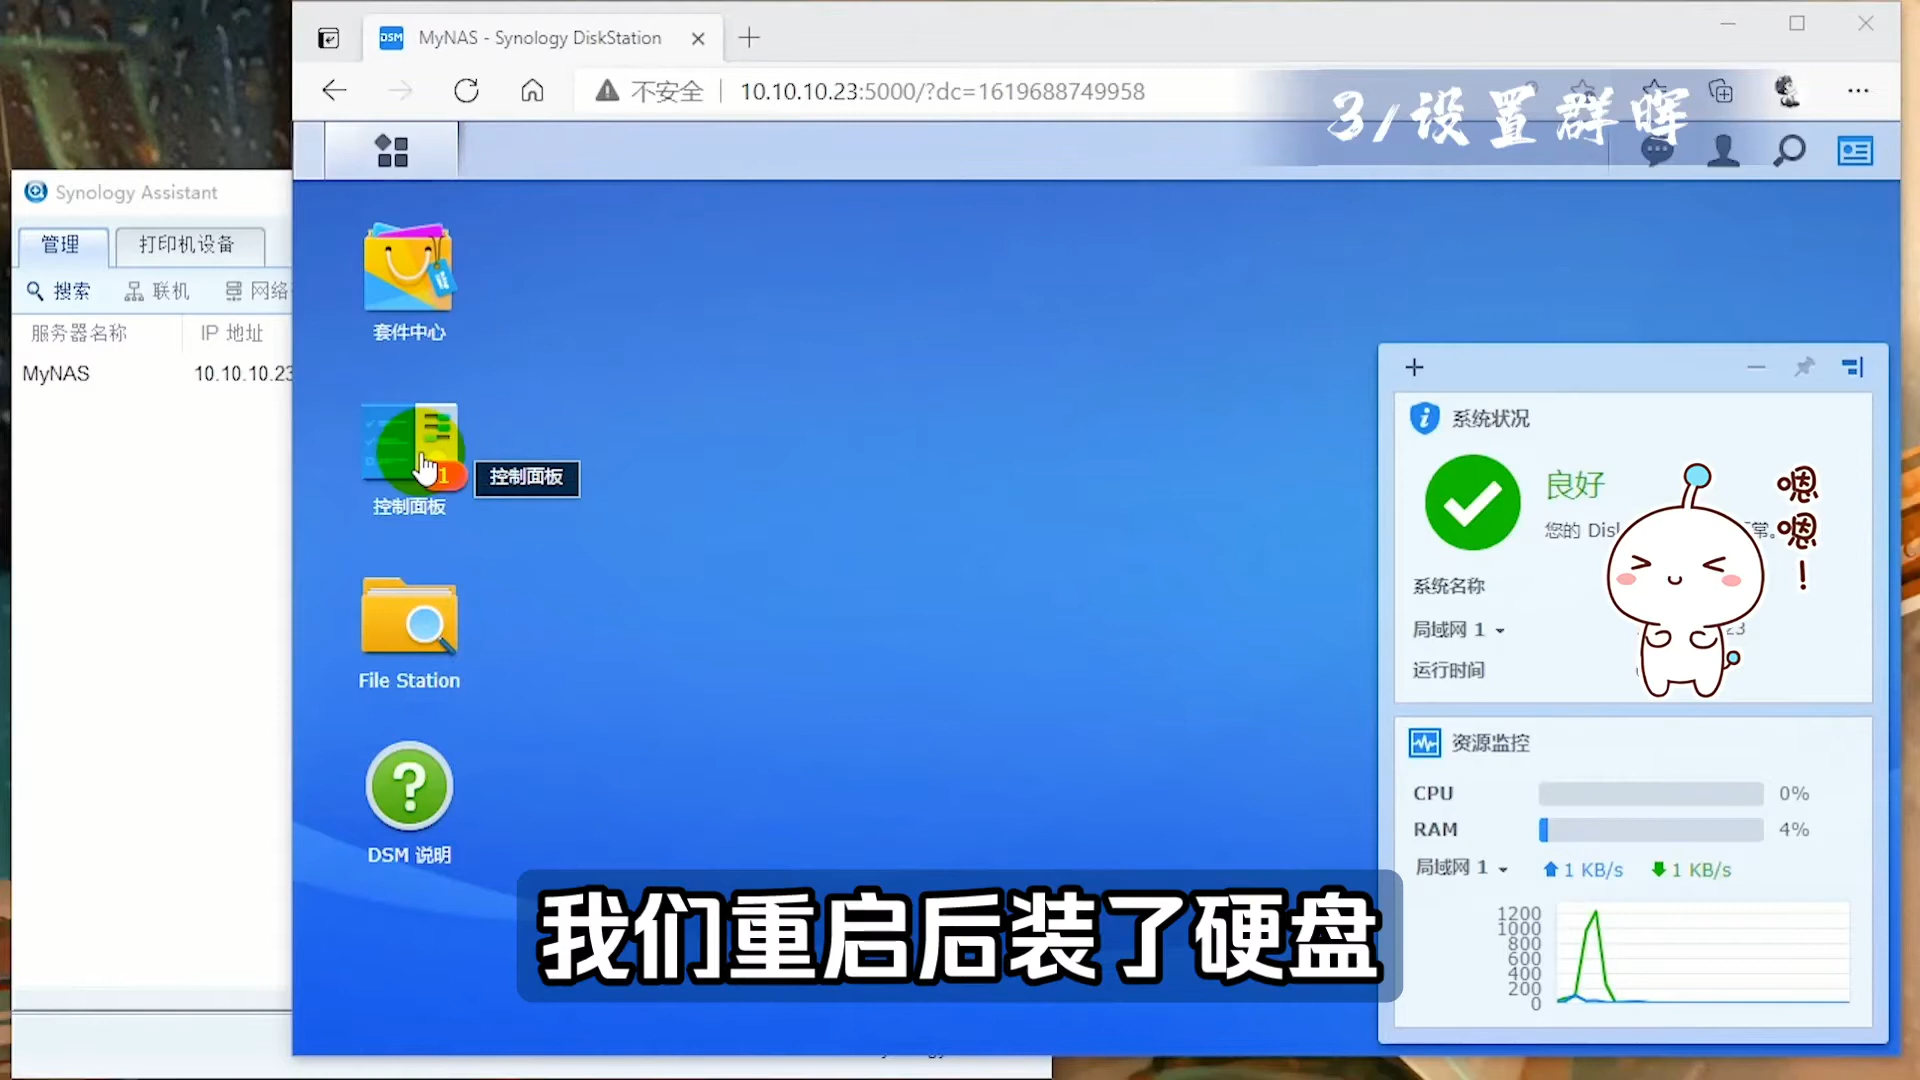 MyNAS - Synology DiskStation
不安全
10.10.10.23:5000/?dc=1619688749958
3/设置群晖
Synology Assistant
管理
打印机设备
搜索
联机
网络
服务器名称
IP 地址
MyNAS
10.10.10.23
套件中心
1
控制面板
控制面板
File Station
DSM 说明
系统状况
良好
您的 Dis
常。
嗯嗯!
系统名称
局域网 1
23
运行时间
资源监控
CPU
0%
RAM
4%
局域网 1
1 KB/s
1 KB/s
1200
1000
800
600
400
200
0
我们重启后装了硬盘